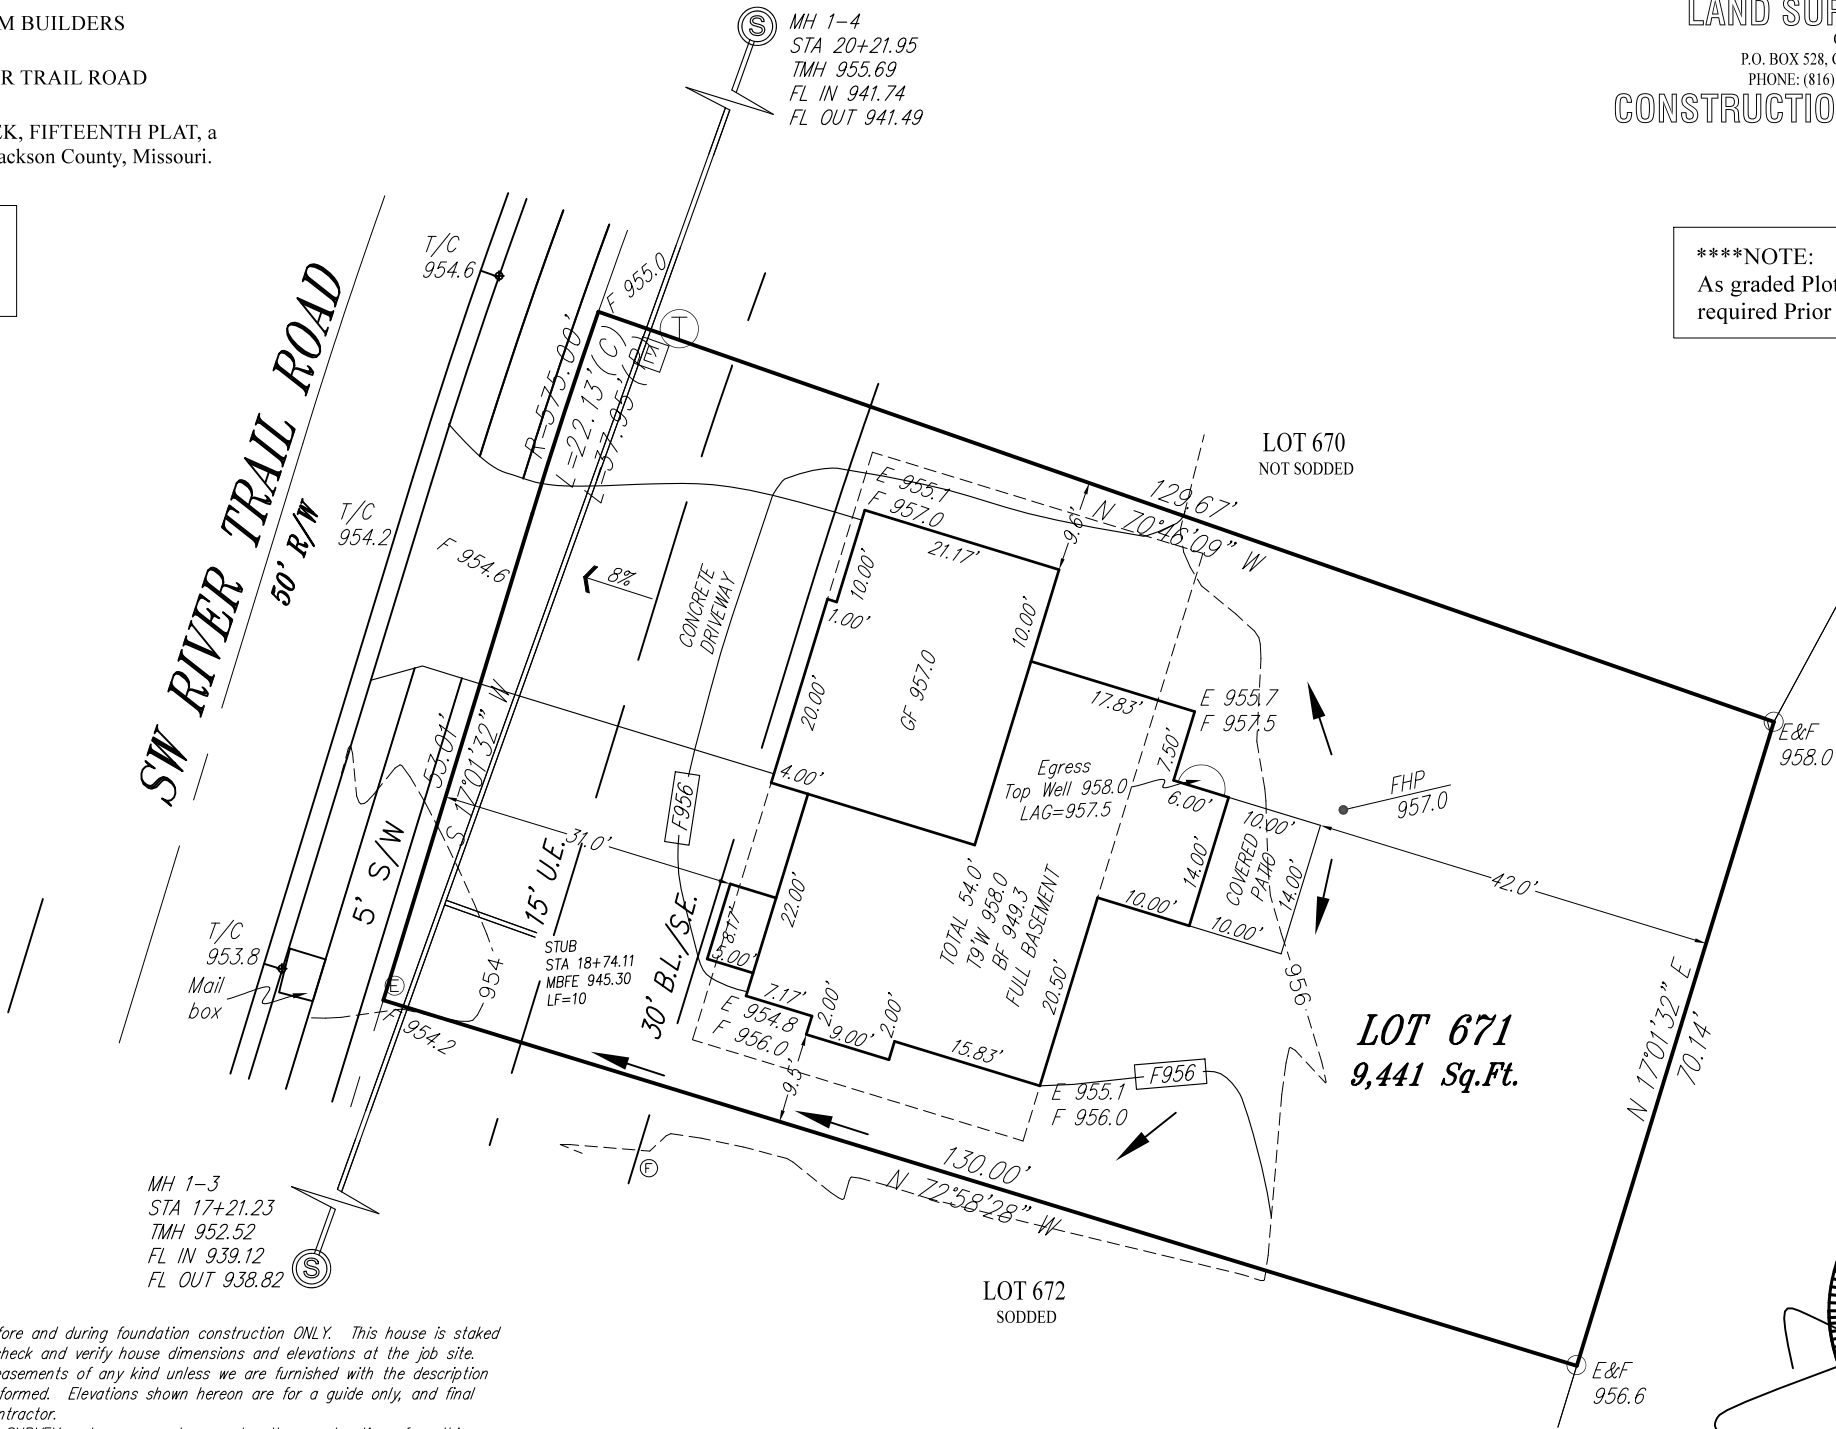 M BUILDERS
R TRAIL ROAD
EK, FIFTEENTH PLAT, a
ackson County, Missouri.
S
MH 1-4
STA 20+21.95
TMH 955.69
FL IN 941.74
FL OUT 941.49
LAND SUR
P.O. BOX 528, O
PHONE: (816)
CONSTRUCTIO
****NOTE:
As graded Plot
required Prior
SW RIVER TRAIL ROAD
50' R/W
T/C
954.6
T/C
954.2
T/C
953.8
Mail
box
F 955.0
T
R=575.00'
L=22.13'(C)
L=37.95'
F 954.6
8%
CONCRETE
DRIVEWAY
LOT 670
NOT SODDED
129.67'
N 70°46'09" W
E 955.1
F 957.0
21.17'
9.6'
10.00'
1.00'
10.00'
20.00'
GF 957.0
17.83'
E 955.7
F 957.5
7.50'
4.00'
Egress
Top Well 958.0
LAG=957.5
6.00'
10.00'
FHP
957.0
E&F
958.0
53.01'
S 17°01'32" W
F956
31.0'
5' S/W
15' U.E.
30' B.L./S.E.
22.00'
8.17'
5.00'
TOTAL 54.0'
T9'W 958.0
BF 949.3
FULL BASEMENT
14.00'
COVERED
PATIO
14.00'
42.0'
10.00'
10.00'
20.50'
956
STUB
STA 18+74.11
MBFE 945.30
LF=10
954
E
F 954.2
7.17'
E 954.8
F 956.0
2.00'
9.00'
2.00'
15.83'
9.5'
E 955.1
F 956.0
F956
LOT 671
9,441 Sq.Ft.
N 17°01'32" E
70.14'
130.00'
N 72°58'28" W
F
MH 1-3
STA 17+21.23
TMH 952.52
FL IN 939.12
FL OUT 938.82
S
LOT 672
SODDED
E&F
956.6
fore and during foundation construction ONLY. This house is staked
check and verify house dimensions and elevations at the job site.
asements of any kind unless we are furnished with the description
formed. Elevations shown hereon are for a guide only, and final
ntractor.